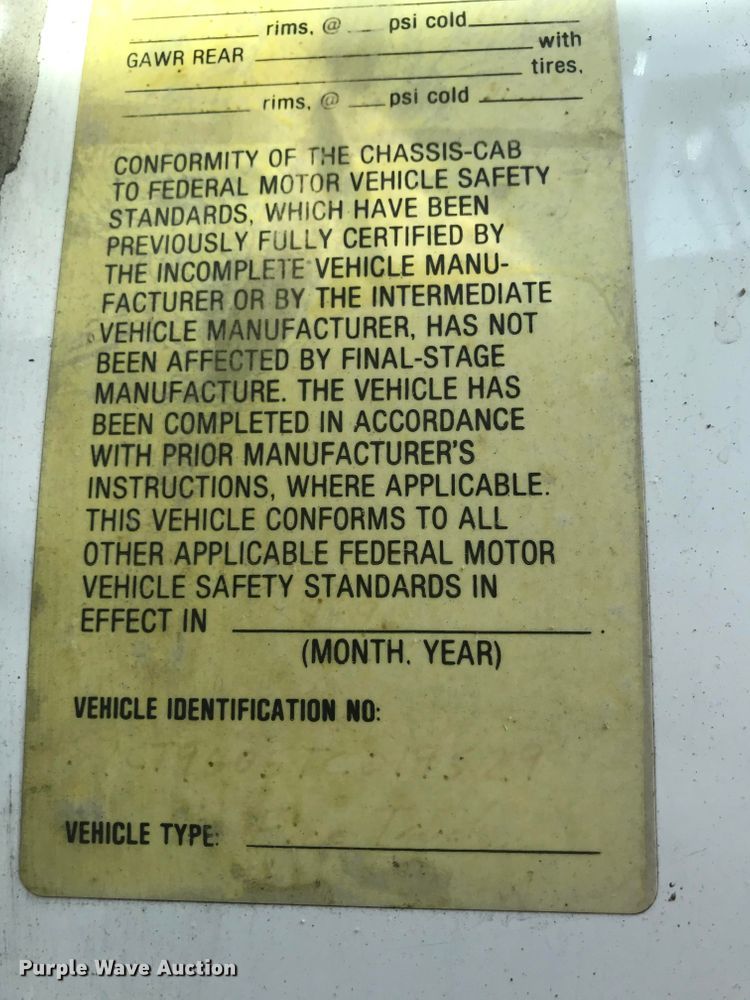 rims, @ psi cold
GAWR REAR with
tires,
rims, @ psi cold
CONFORMITY OF THE CHASSIS-CAB
TO FEDERAL MOTOR VEHICLE SAFETY
STANDARDS, WHICH HAVE BEEN
PREVIOUSLY FULLY CERTIFIED BY
THE INCOMPLETE VEHICLE MANU-
FACTURER OR BY THE INTERMEDIATE
VEHICLE MANUFACTURER, HAS NOT
BEEN AFFECTED BY FINAL-STAGE
MANUFACTURE. THE VEHICLE HAS
BEEN COMPLETED IN ACCORDANCE
WITH PRIOR MANUFACTURER'S
INSTRUCTIONS, WHERE APPLICABLE.
THIS VEHICLE CONFORMS TO ALL
OTHER APPLICABLE FEDERAL MOTOR
VEHICLE SAFETY STANDARDS IN
EFFECT IN .
(MONTH. YEAR)
VEHICLE IDENTIFICATION NO:
VEHICLE TYPE:
Purple Wave Auction